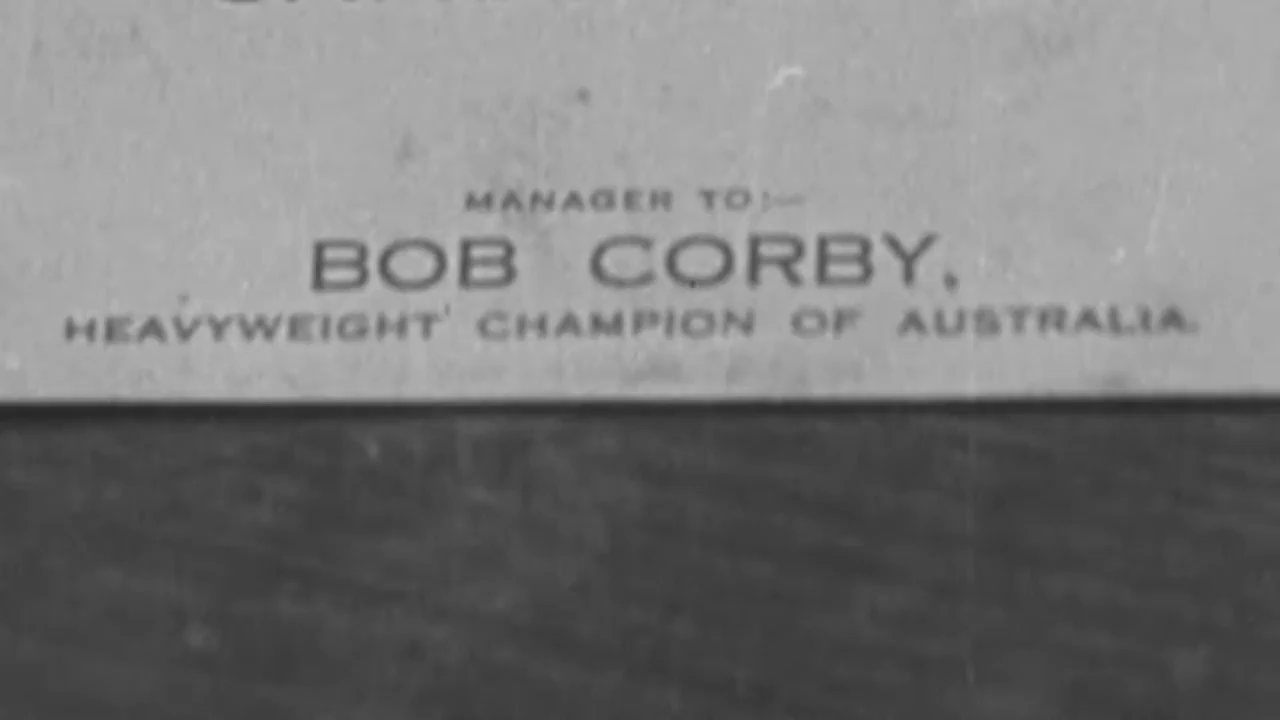 MANAGER TO:—
BOB CORBY,
HEAVYWEIGHT CHAMPION OF AUSTRALIA.